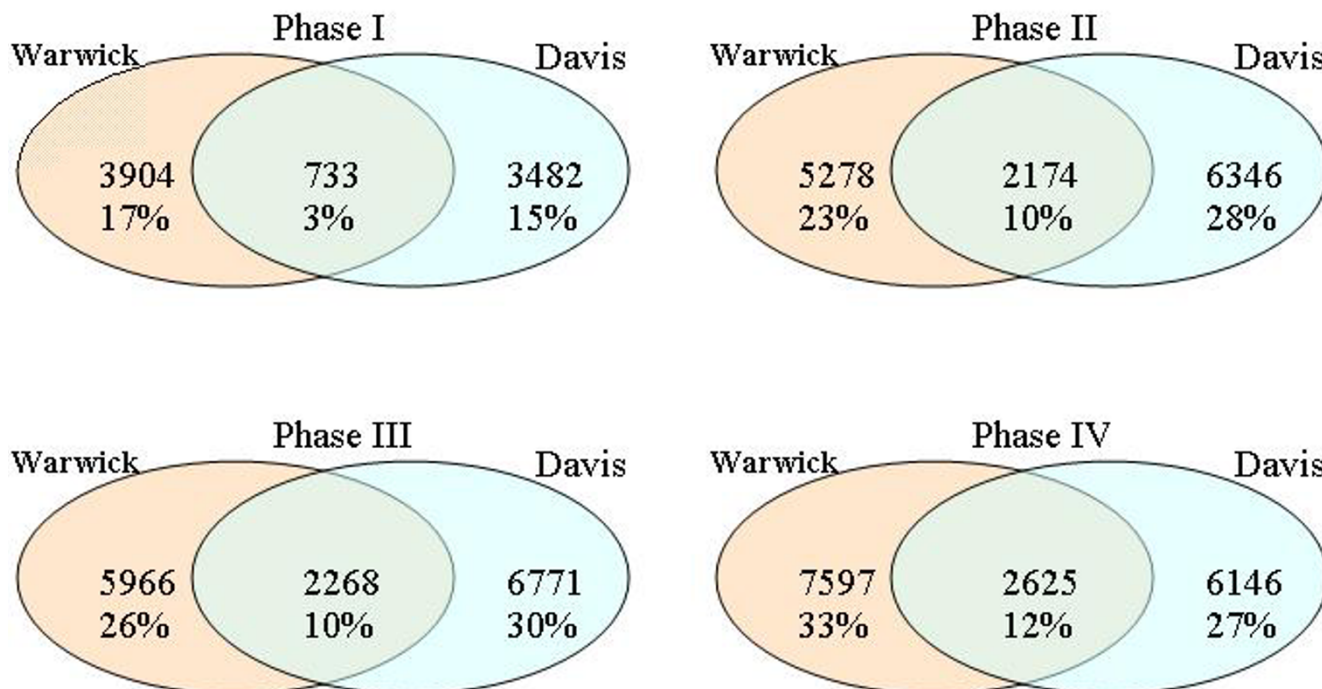 Phase I
Warwick Davis
3904 733 3482
17% 3% 15%
Phase II
Warwick Davis
5278 2174 6346
23% 10% 28%
Phase III
Warwick Davis
5966 2268 6771
26% 10% 30%
Phase IV
Warwick Davis
7597 2625 6146
33% 12% 27%